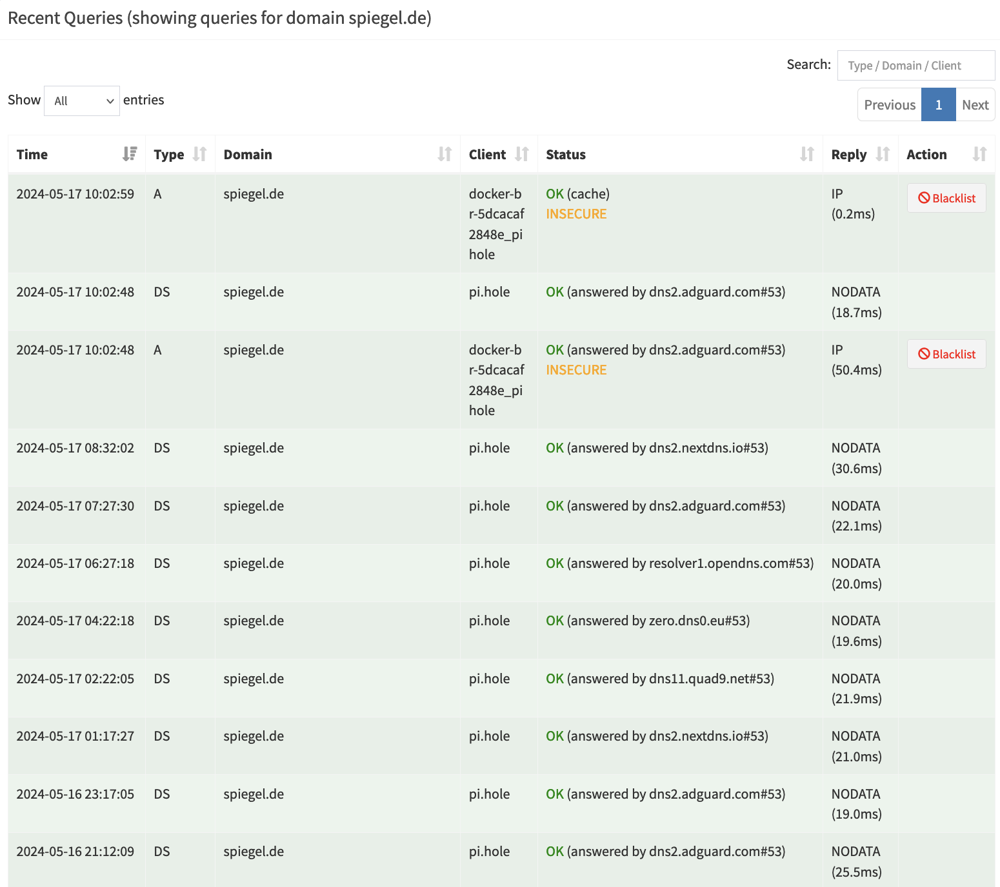 Recent Queries (showing queries for domain spiegel.de)
Search: Type / Domain / Client
Show All entries
Previous 1 Next
Time Type Domain Client Status Reply Action
2024-05-17 10:02:59 A spiegel.de docker-b OK (cache) IP Blacklist
r-5dcacaf INSECURE (0.2ms)
2848e_pi
hole
2024-05-17 10:02:48 DS spiegel.de pi.hole OK (answered by dns2.adguard.com#53) NODATA
(18.7ms)
2024-05-17 10:02:48 A spiegel.de docker-b OK (answered by dns2.adguard.com#53) IP Blacklist
r-5dcacaf INSECURE (50.4ms)
2848e_pi
hole
2024-05-17 08:32:02 DS spiegel.de pi.hole OK (answered by dns2.nextdns.io#53) NODATA
(30.6ms)
2024-05-17 07:27:30 DS spiegel.de pi.hole OK (answered by dns2.adguard.com#53) NODATA
(22.1ms)
2024-05-17 06:27:18 DS spiegel.de pi.hole OK (answered by resolver1.opendns.com#53) NODATA
(20.0ms)
2024-05-17 04:22:18 DS spiegel.de pi.hole OK (answered by zero.dns0.eu#53) NODATA
(19.6ms)
2024-05-17 02:22:05 DS spiegel.de pi.hole OK (answered by dns11.quad9.net#53) NODATA
(21.9ms)
2024-05-17 01:17:27 DS spiegel.de pi.hole OK (answered by dns2.nextdns.io#53) NODATA
(21.0ms)
2024-05-16 23:17:05 DS spiegel.de pi.hole OK (answered by dns2.adguard.com#53) NODATA
(19.0ms)
2024-05-16 21:12:09 DS spiegel.de pi.hole OK (answered by dns2.adguard.com#53) NODATA
(25.5ms)